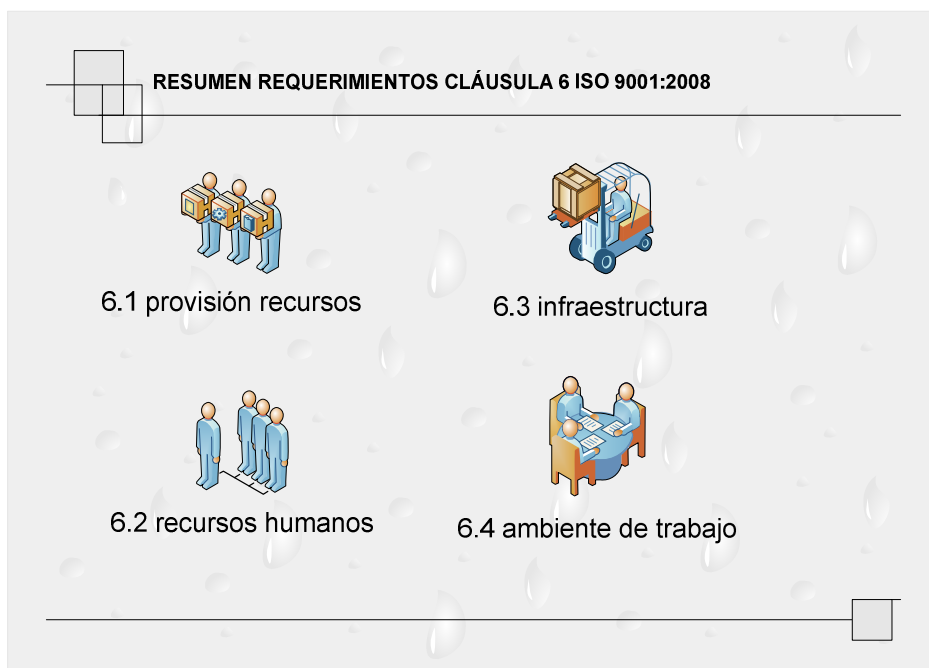 RESUMEN REQUERIMIENTOS CLÁUSULA 6 ISO 9001:2008
6.1 provisión recursos
6.3 infraestructura
6.2 recursos humanos
6.4 ambiente de trabajo